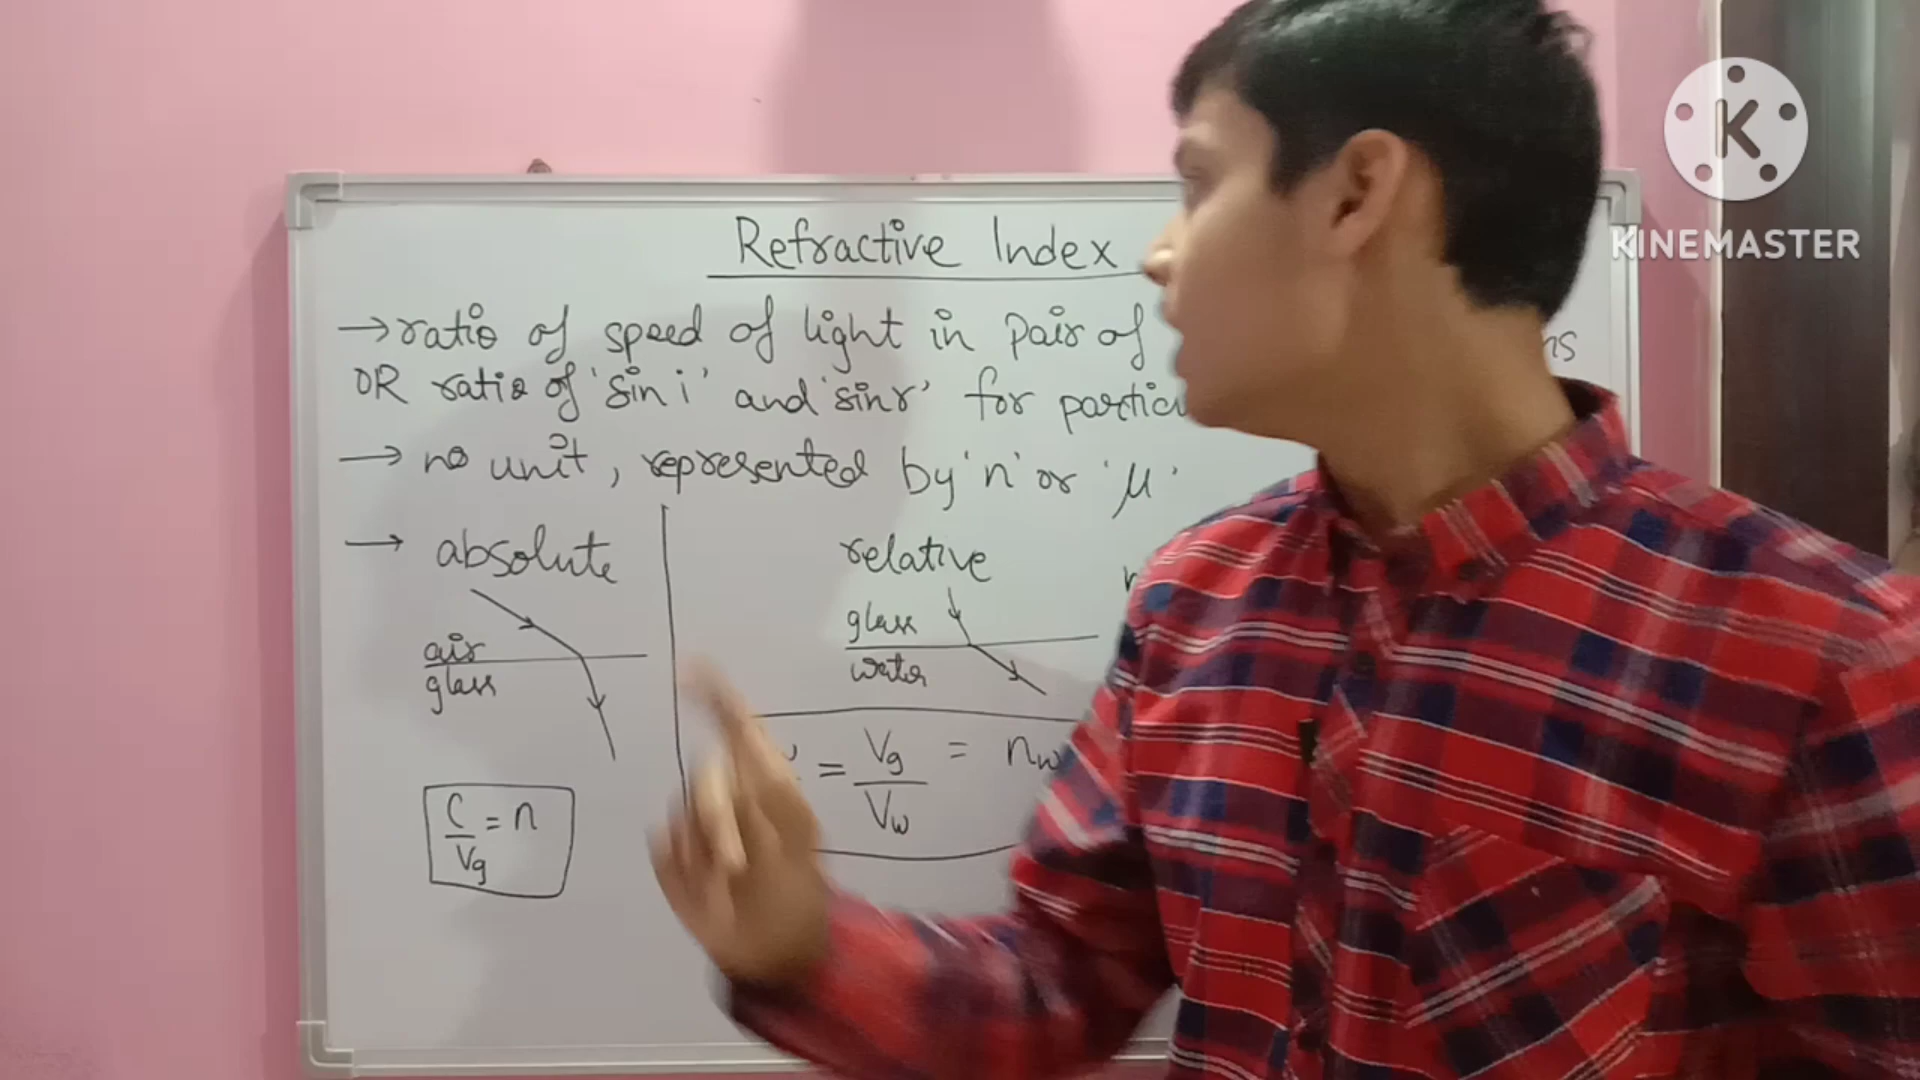 K
KINEMASTER
Refractive Index
→ ratio of speed of light in pair of
OR ratio of 'sin i' and 'sin r' for
→ no unit, represented by 'n' or 'μ'
→ absolute
relative
air
glass
glass
water
C/Vg = n
= Vg/Vw = nw